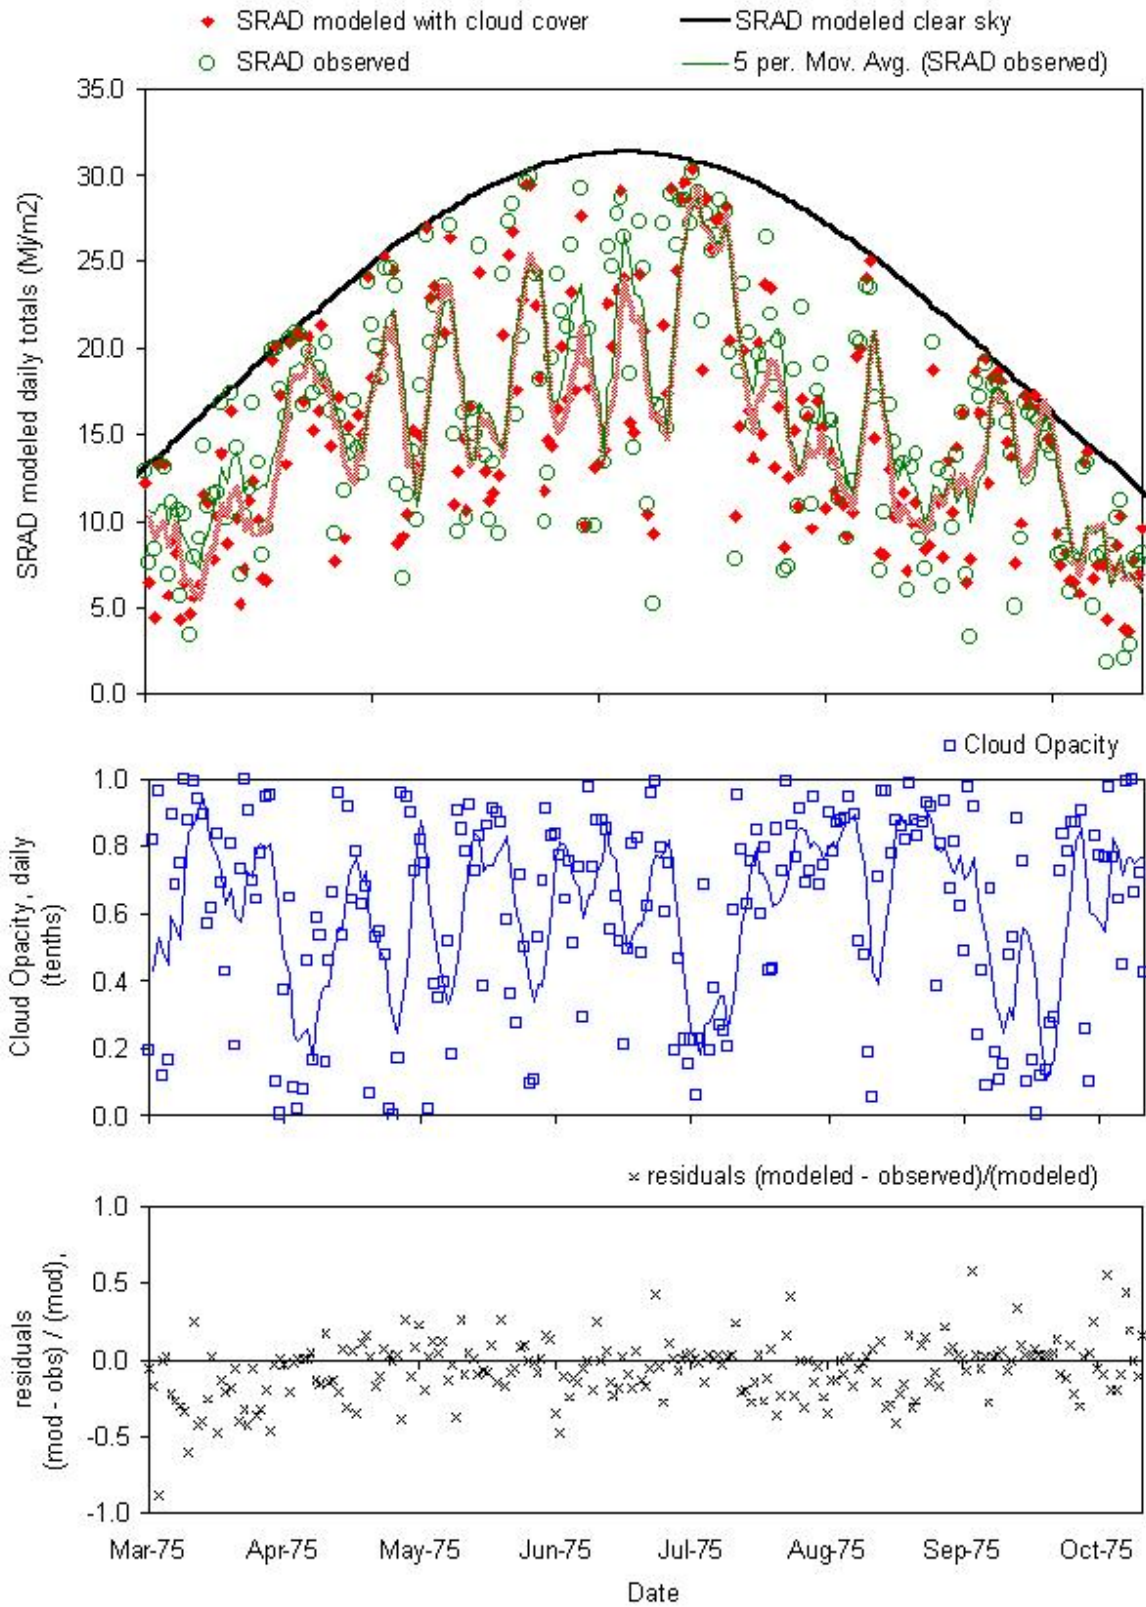 SRAD modeled with cloud cover
SRAD modeled clear sky
SRAD observed
5 per. Mov. Avg. (SRAD observed)
SRAD modeled daily totals (Mj/m2)
35.0
30.0
25.0
20.0
15.0
10.0
5.0
0.0
Cloud Opacity
Cloud Opacity, daily
(tenths)
1.0
0.8
0.6
0.4
0.2
0.0
residuals (modeled - observed)/(modeled)
residuals
(mod - obs) / (mod),
1.0
0.5
0.0
-0.5
-1.0
Mar-75 Apr-75 May-75 Jun-75 Jul-75 Aug-75 Sep-75 Oct-75
Date